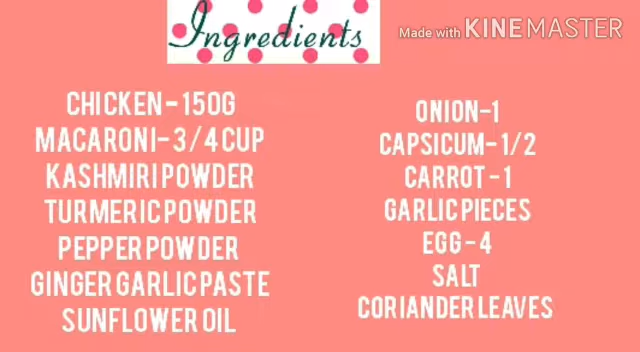 Ingredients
Made with KINEMASTER
CHICKEN - 150G
MACARONI- 3/4 CUP
KASHMIRI POWDER
TURMERIC POWDER
PEPPER POWDER
GINGER GARLIC PASTE
SUNFLOWER OIL
ONION-1
CAPSICUM- 1/2
CARROT - 1
GARLIC PIECES
EGG - 4
SALT
CORIANDER LEAVES